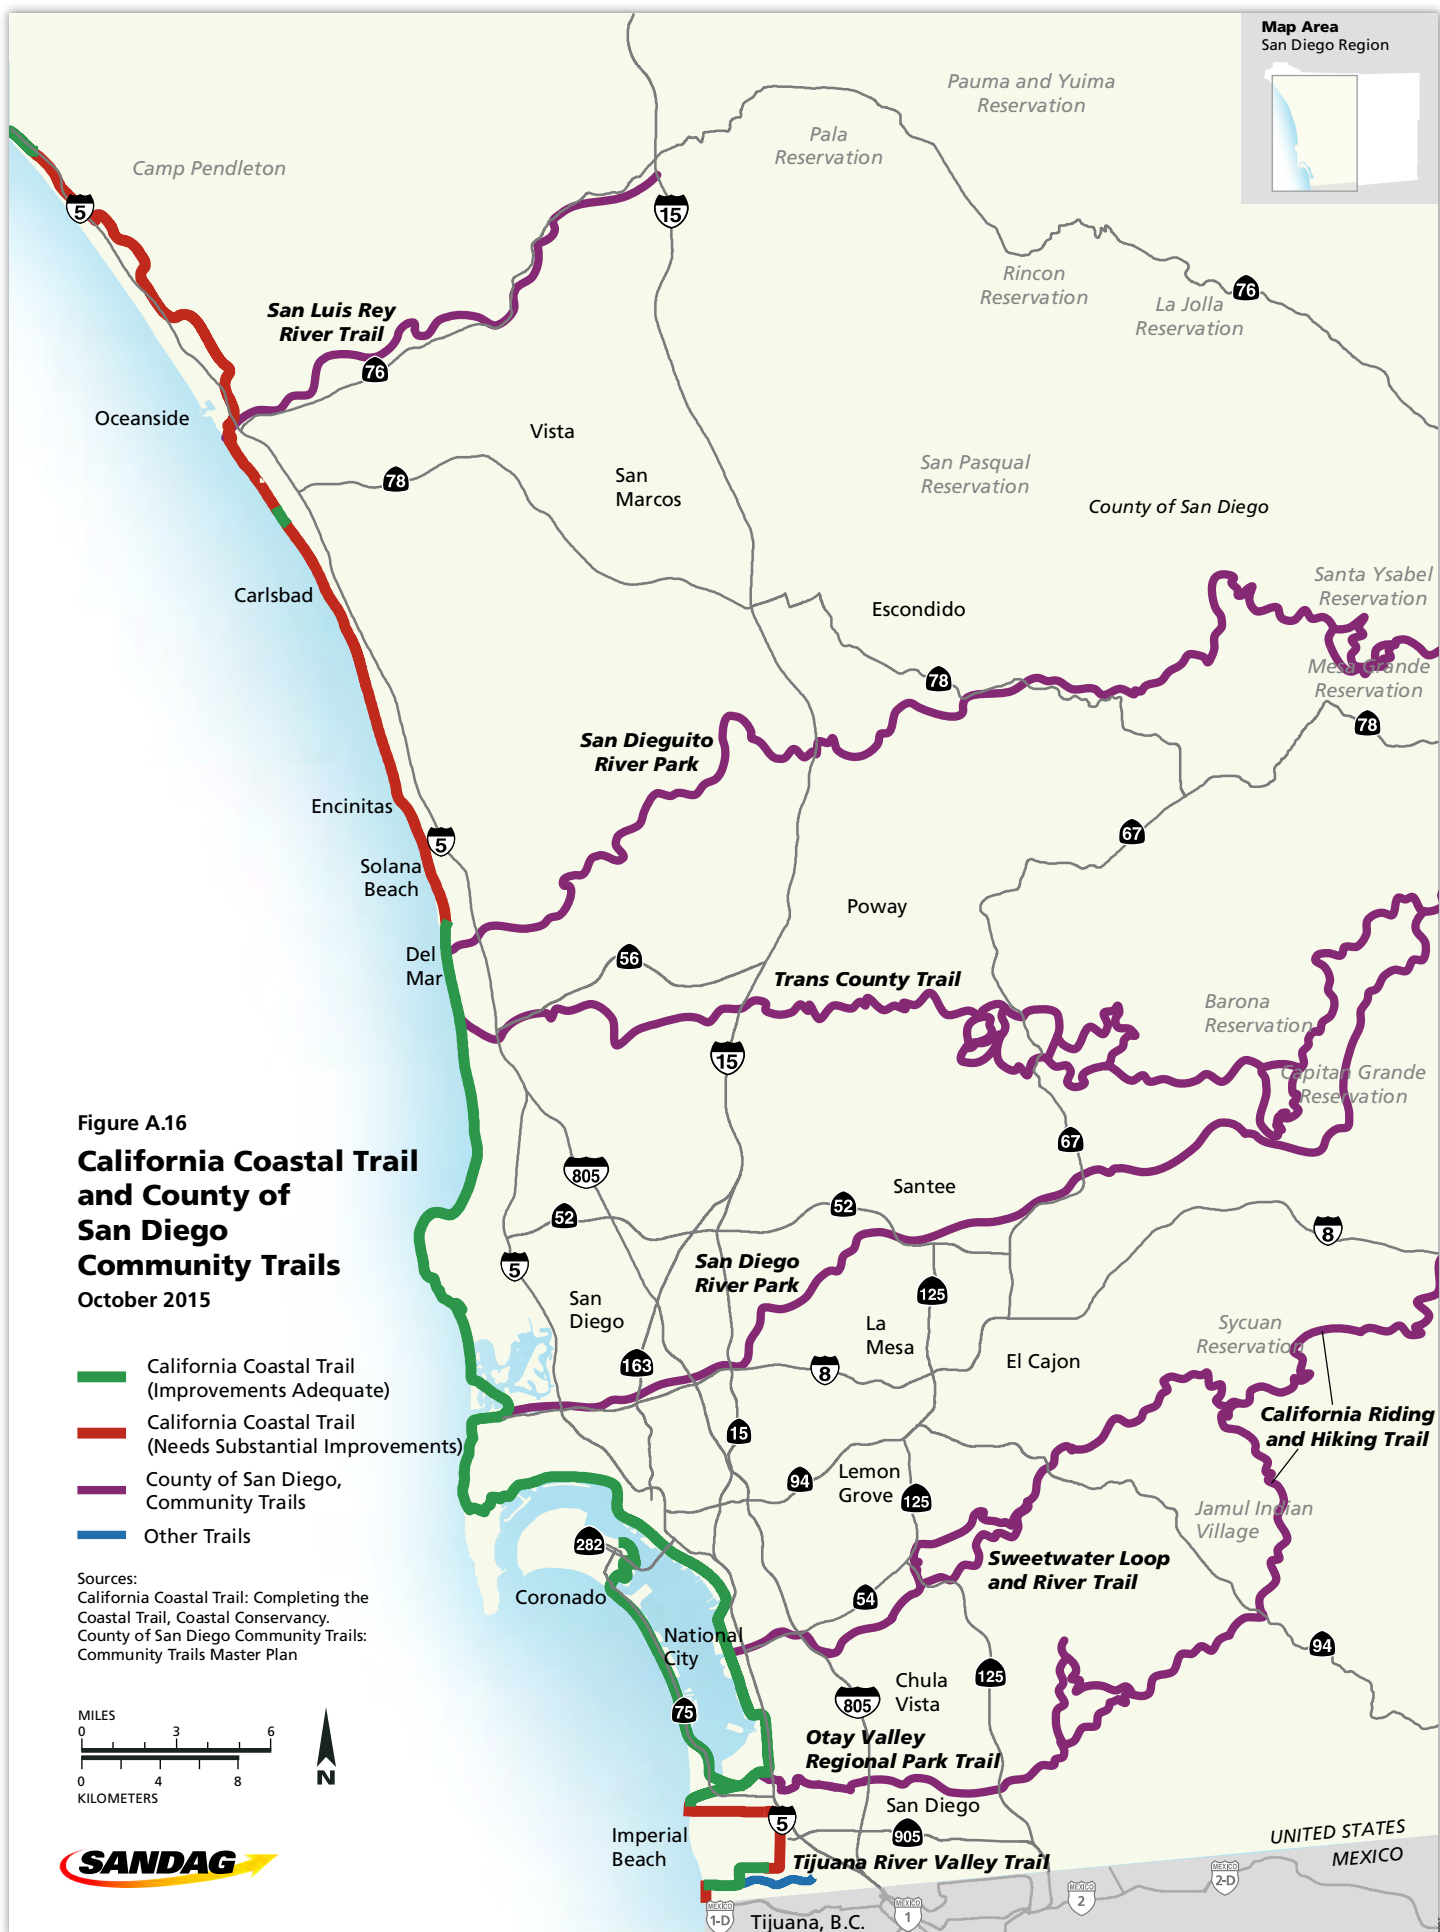 Map Area
San Diego Region
Pauma and Yuima
Reservation
Pala
Reservation
Camp Pendleton
5
15
Rincon
Reservation
76
La Jolla
Reservation
San Luis Rey
River Trail
76
Oceanside
Vista
78
San
Marcos
San Pasqual
Reservation
County of San Diego
Santa Ysabel
Reservation
Carlsbad
Escondido
78
Mesa Grande
Reservation
78
San Dieguito
River Park
Encinitas
5
67
Solana
Beach
Poway
Del
Mar
56
Trans County Trail
Barona
Reservation
15
Capitan Grande
Reservation
67
Figure A.16
California Coastal Trail
and County of
San Diego
Community Trails
October 2015
805
52
52
Santee
8
5
San Diego
River Park
125
San
Diego
La
Mesa
Sycuan
Reservation
163
8
El Cajon
California Coastal Trail
(Improvements Adequate)
California Coastal Trail
(Needs Substantial Improvements)
County of San Diego,
Community Trails
Other Trails
California Riding
and Hiking Trail
15
94
Lemon
Grove
125
Jamul Indian
Village
282
Sweetwater Loop
and River Trail
Sources:
California Coastal Trail: Completing the
Coastal Trail, Coastal Conservancy.
County of San Diego Community Trails:
Community Trails Master Plan
Coronado
54
National
City
94
125
Chula
Vista
805
75
MILES
0 3 6
0 4 8
KILOMETERS
N
Otay Valley
Regional Park Trail
San Diego
5
905
Imperial
Beach
UNITED STATES
MEXICO
Tijuana River Valley Trail
SANDAG
MEXICO
2-D
MEXICO
2
MEXICO
1-D
MEXICO
1
Tijuana, B.C.